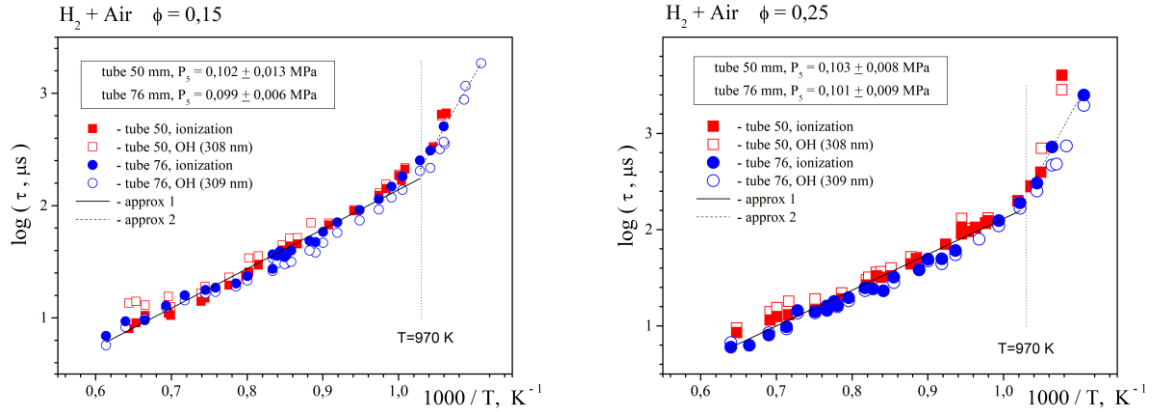 H₂ + Air ϕ = 0,15
tube 50 mm, P₅ = 0,102 ± 0,013 MPa
tube 76 mm, P₅ = 0,099 ± 0,006 MPa
- tube 50, ionization
- tube 50, OH (308 nm)
- tube 76, ionization
- tube 76, OH (309 nm)
- approx 1
- approx 2
log ( τ , μs )
3
2
1
T=970 K
0,6 0,7 0,8 0,9 1,0
1000 / T, K⁻¹
H₂ + Air ϕ = 0,25
tube 50 mm, P₅ = 0,103 ± 0,008 MPa
tube 76 mm, P₅ = 0,101 ± 0,009 MPa
- tube 50, ionization
- tube 50, OH (308 nm)
- tube 76, ionization
- tube 76, OH (309 nm)
- approx 1
- approx 2
log ( τ , μs )
3
2
1
T=970 K
0,6 0,7 0,8 0,9 1,0
1000 / T, K⁻¹